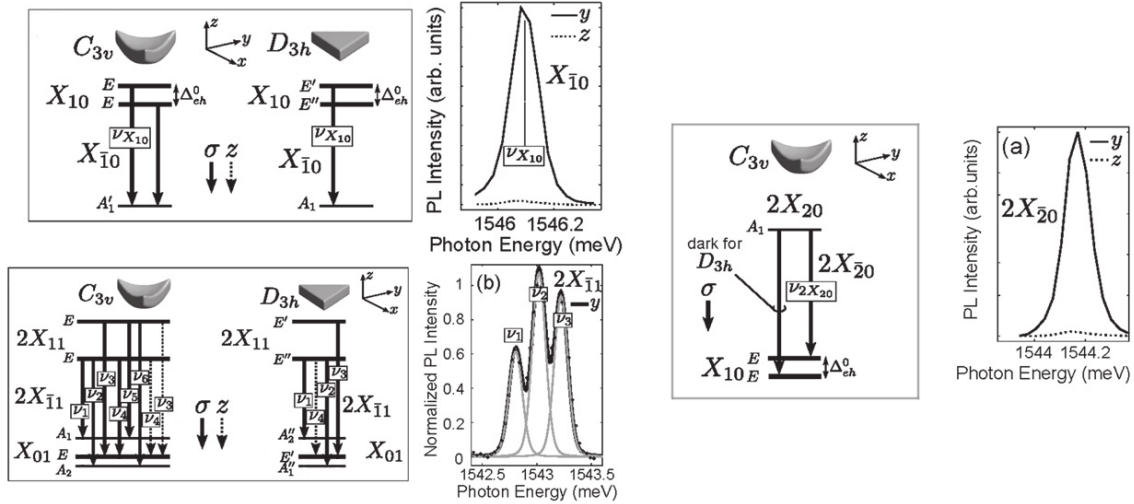 C3v
z
y
x
D3h
E
E
X10
Δ⁰eh
E'
E''
X10
Δ⁰eh
νX10
X1̄0
σ z
νX10
X1̄0
A'1
A1
PL Intensity (arb. units)
y
z
X1̄0
νX10
1546 1546.2
Photon Energy (meV)
C3v
D3h
z
y
x
E
2X11
E
2X1̄1
ν1 ν2 ν3 ν4 ν5 ν6 ν4 ν3
A1
X01
E
A2
σ z
E'
2X11
E''
ν1 ν4 ν2 ν3
2X1̄1
A''2
E'
A''1
X01
(b)
2X1̄1
y
ν1
ν2
ν3
Normalized PL Intensity
1
0.8
0.6
0.4
0.2
0
1542.5 1543 1543.5
Photon Energy (meV)
C3v
z
y
x
2X20
A1
dark for
D3h
σ
2X2̄0
ν2X20
X10
E
E
Δ⁰eh
(a)
y
z
2X2̄0
PL Intensity (arb.units)
1544 1544.2
Photon Energy (meV)